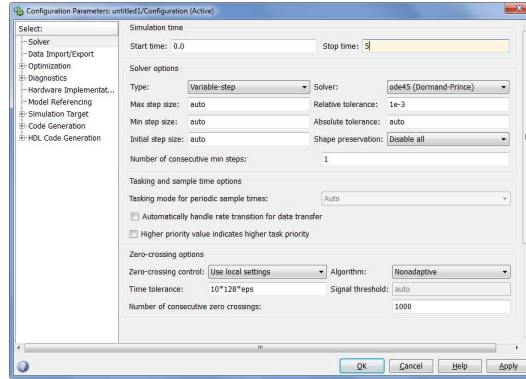 Configuration Parameters: untitled1/Configuration (Active)
Select:
Solver
Data Import/Export
Optimization
Diagnostics
Hardware Implementat...
Model Referencing
Simulation Target
Code Generation
HDL Code Generation
Simulation time
Start time: 0.0 Stop time: 5
Solver options
Type: Variable-step Solver: ode45 (Dormand-Prince)
Max step size: auto Relative tolerance: 1e-3
Min step size: auto Absolute tolerance: auto
Initial step size: auto Shape preservation: Disable all
Number of consecutive min steps: 1
Tasking and sample time options
Tasking mode for periodic sample times: Auto
Automatically handle rate transition for data transfer
Higher priority value indicates higher task priority
Zero-crossing options
Zero-crossing control: Use local settings Algorithm: Nonadaptive
Time tolerance: 10*128*eps Signal threshold: auto
Number of consecutive zero crossings: 1000
OK Cancel Help Apply